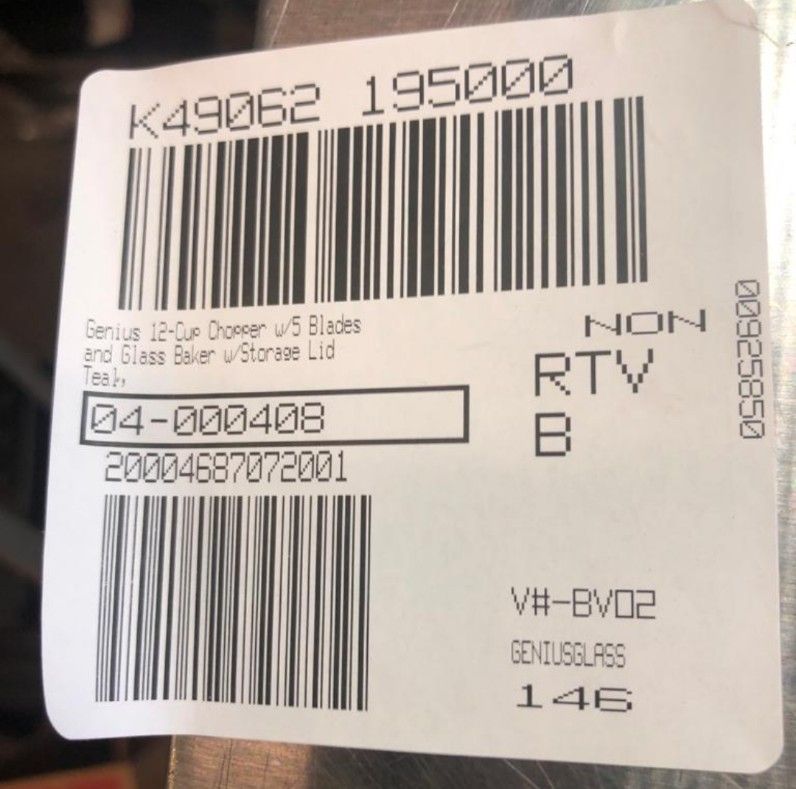 K49062 195000
Genius 12-Cup Chopper w/5 Blades
and Glass Baker w/Storage Lid
Teal,
NON
RTV
B
00925850
04-000408
20004687072001
V#-BV02
GENIUSGLASS
146